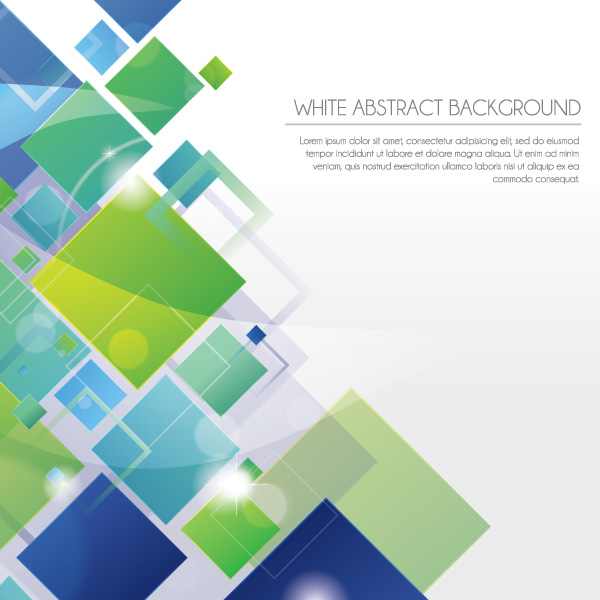 WHITE ABSTRACT BACKGROUND
Lorem ipsum dolor sit amet, consectetur adipisicing elit, sed do eiusmod
tempor incididunt ut labore et dolore magna aliqua. Ut enim ad minim
veniam, quis nostrud exercitation ullamco laboris nisi ut aliquip ex ea
commodo consequat.